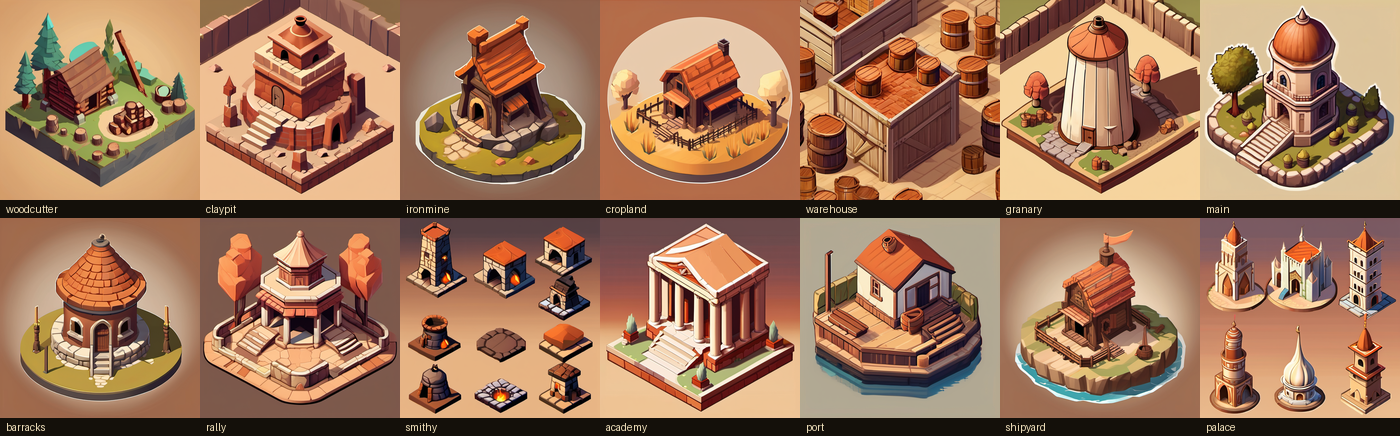 woodcutter
claypit
ironmine
cropland
warehouse
granary
main
barracks
rally
smithy
academy
port
shipyard
palace